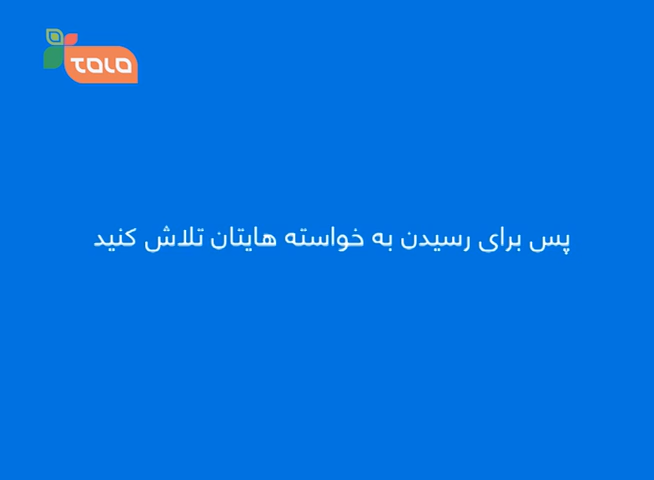 TOLO
پس برای رسیدن به خواسته هایتان تلاش کنید